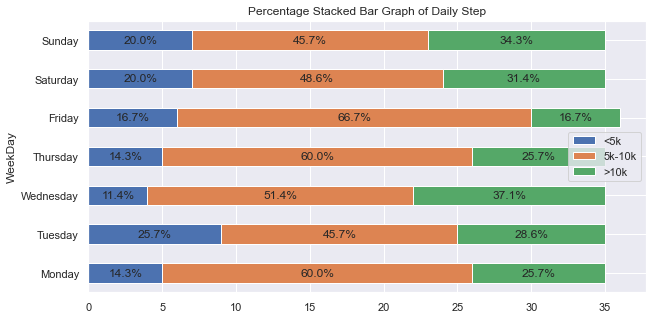 Percentage Stacked Bar Graph of Daily Step
WeekDay
Sunday 20.0% 45.7% 34.3%
Saturday 20.0% 48.6% 31.4%
Friday 16.7% 66.7% 16.7%
Thursday 14.3% 60.0% 25.7%
Wednesday 11.4% 51.4% 37.1%
Tuesday 25.7% 45.7% 28.6%
Monday 14.3% 60.0% 25.7%
0 5 10 15 20 25 30 35
<5k
5k-10k
>10k